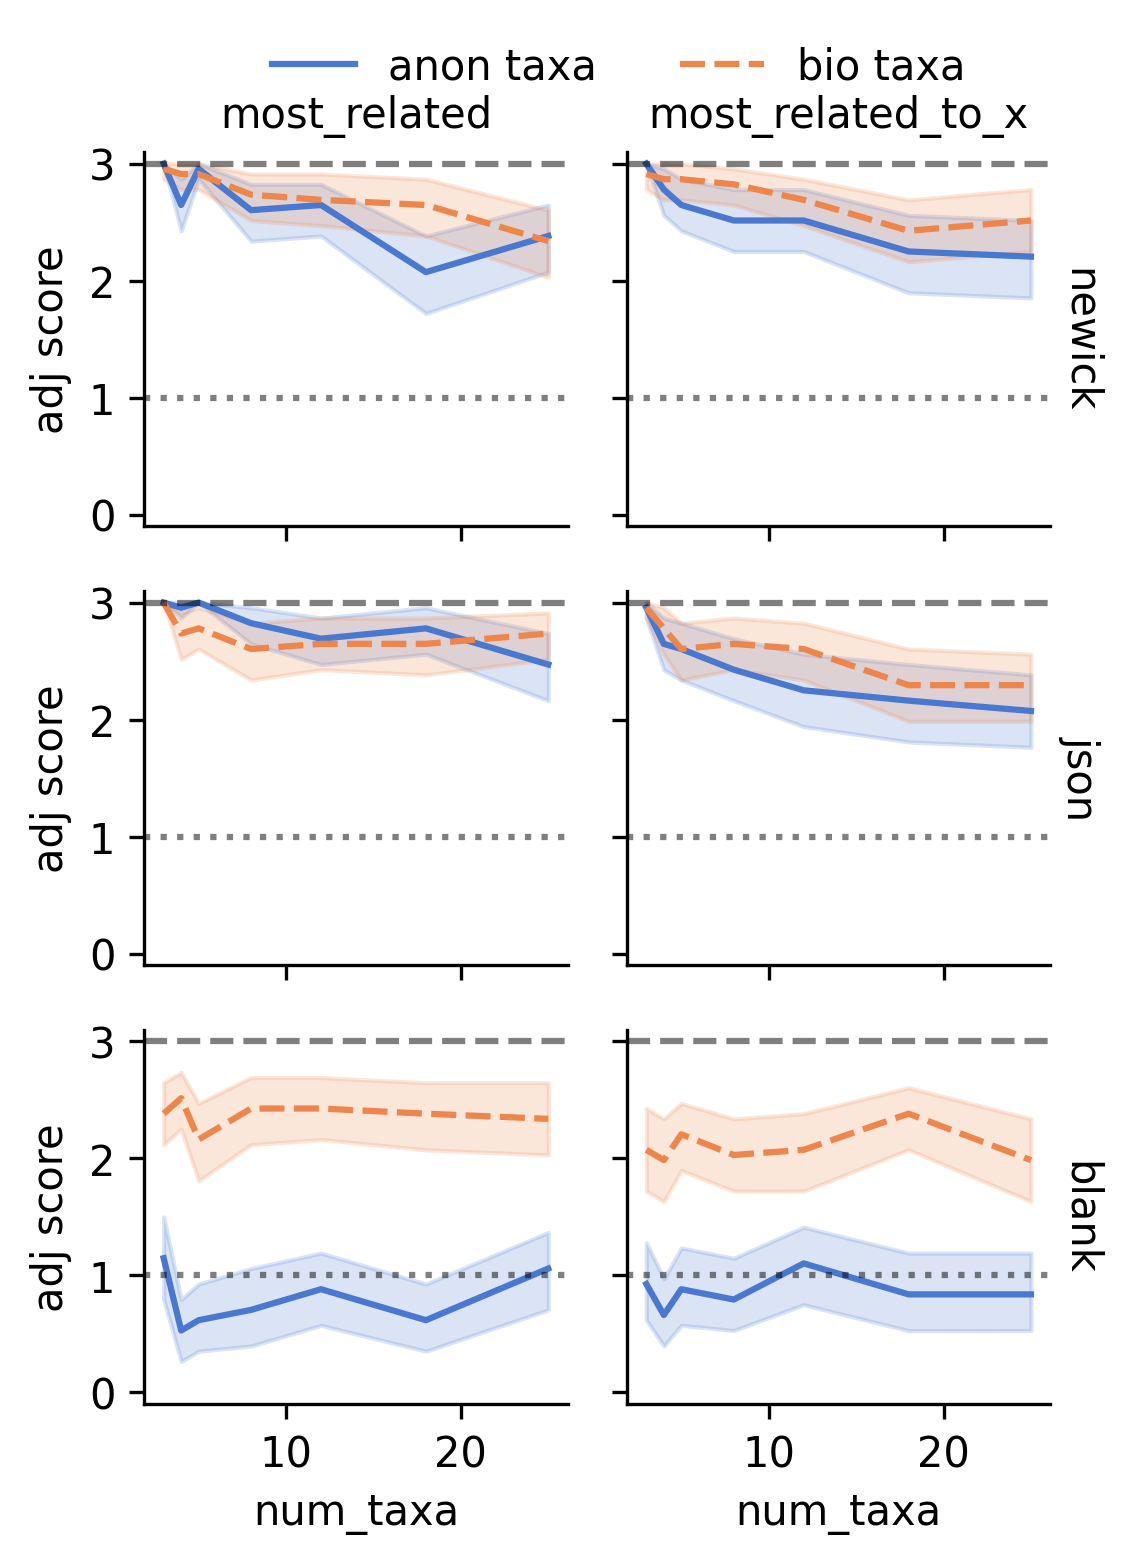 anon taxa bio taxa
most_related most_related_to_x
3
2
1
0
adj score
newick
3
2
1
0
adj score
json
3
2
1
0
adj score
blank
10 20 10 20
num_taxa num_taxa